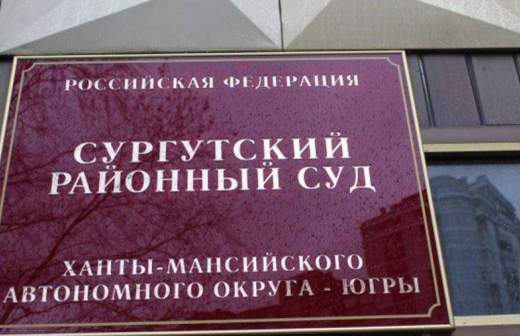 РОССИЙСКАЯ ФЕДЕРАЦИЯ
СУРГУТСКИЙ
РАЙОННЫЙ СУД
ХАНТЫ-МАНСИЙСКОГО
АВТОНОМНОГО ОКРУГА - ЮГРЫ